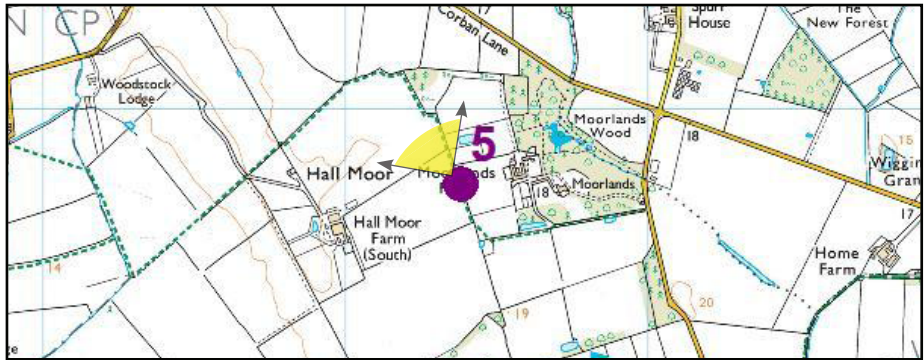 N CP
17
Corban Lane
Spurr
House
18
The
New Forest
Woodstock
Lodge
Moorlands
Wood
18
15
5
Hall Moor
18
Moorlands
Wiggin
Gran
17
Hall Moor
Farm
(South)
Home
Farm
14
20
19